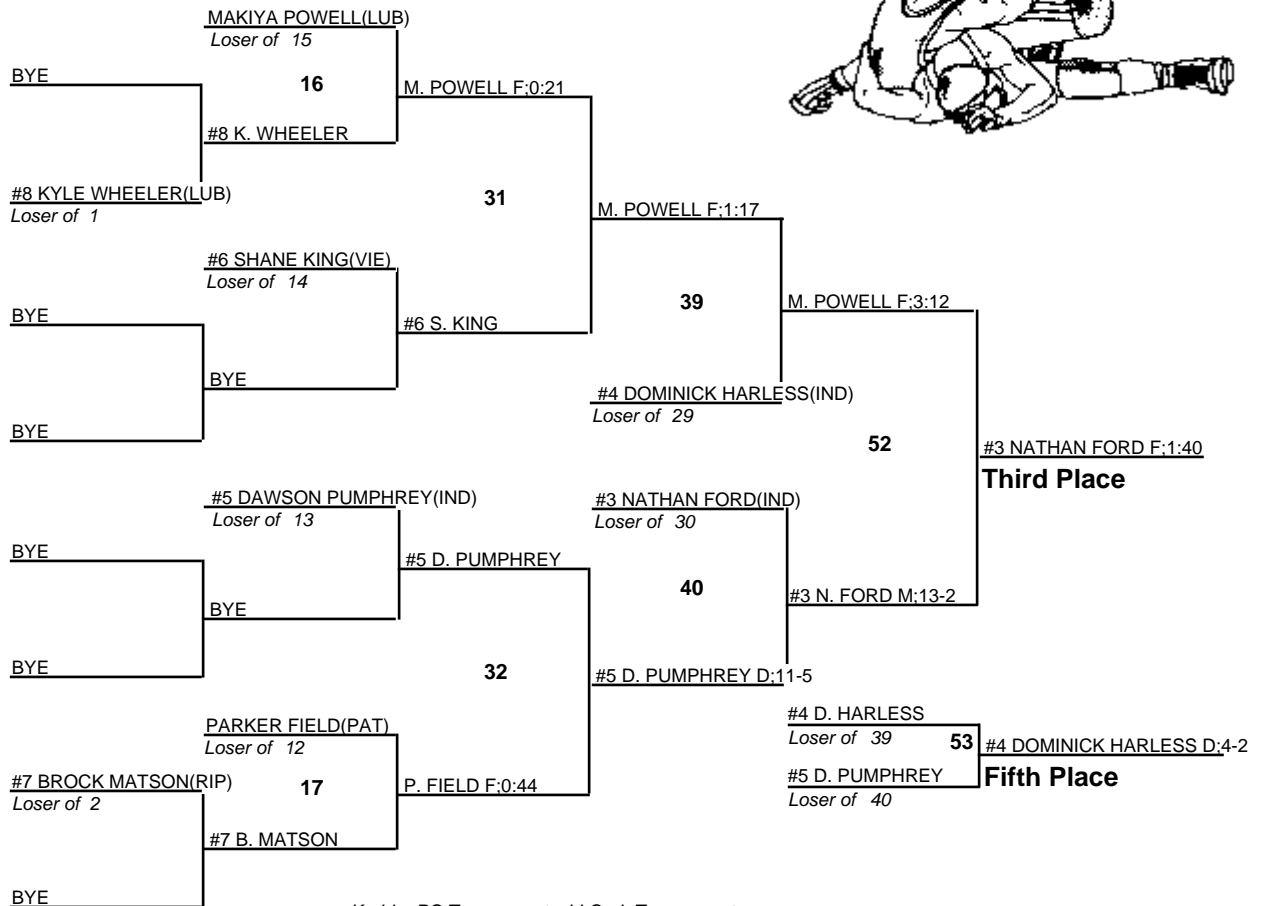 MAKIYA POWELL(LUB)
Loser of 15
BYE
16
M. POWELL F;0:21
#8 K. WHEELER
#8 KYLE WHEELER(LUB)
Loser of 1
31
M. POWELL F;1:17
#6 SHANE KING(VIE)
Loser of 14
39
M. POWELL F;3:12
BYE
#6 S. KING
BYE
#4 DOMINICK HARLESS(IND)
Loser of 29
BYE
52
#3 NATHAN FORD F;1:40
Third Place
#5 DAWSON PUMPHREY(IND)
Loser of 13
#3 NATHAN FORD(IND)
Loser of 30
BYE
#5 D. PUMPHREY
40
#3 N. FORD M;13-2
BYE
BYE
32
#5 D. PUMPHREY D;11-5
PARKER FIELD(PAT)
Loser of 12
#4 D. HARLESS
Loser of 39
53
#4 DOMINICK HARLESS D;4-2
#7 BROCK MATSON(RIP)
Loser of 2
17
P. FIELD F;0:44
#5 D. PUMPHREY
Loser of 40
Fifth Place
#7 B. MATSON
BYE